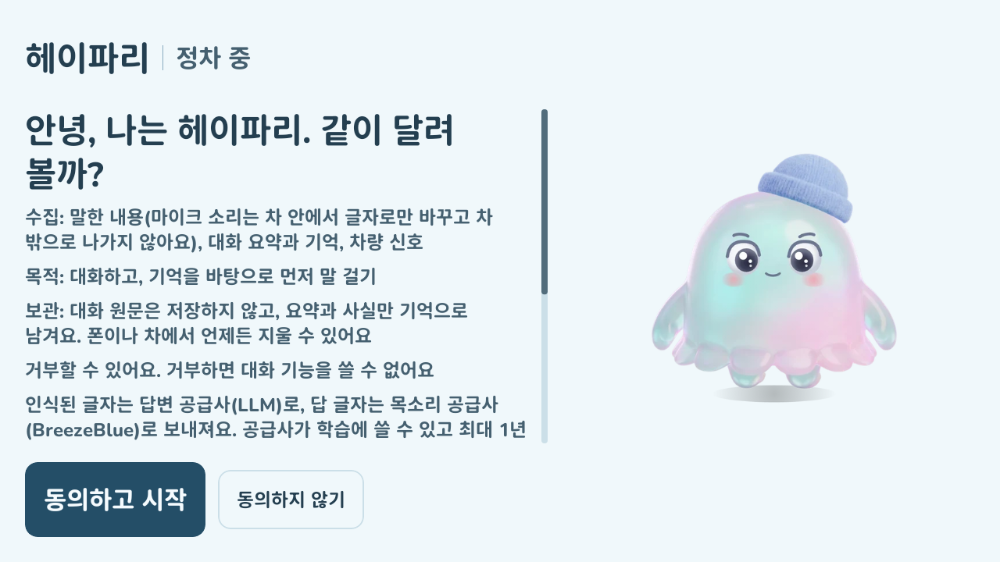 헤이파리 정차 중
안녕, 나는 헤이파리. 같이 달려
볼까?
수집: 말한 내용(마이크 소리는 차 안에서 글자로만 바꾸고 차
밖으로 나가지 않아요), 대화 요약과 기억, 차량 신호
목적: 대화하고, 기억을 바탕으로 먼저 말 걸기
보관: 대화 원문은 저장하지 않고, 요약과 사실만 기억으로
남겨요. 폰이나 차에서 언제든 지울 수 있어요
거부할 수 있어요. 거부하면 대화 기능을 쓸 수 없어요
인식된 글자는 답변 공급사(LLM)로, 답 글자는 목소리 공급사
(BreezeBlue)로 보내져요. 공급사가 학습에 쓸 수 있고 최대 1년
동의하고 시작 동의하지 않기